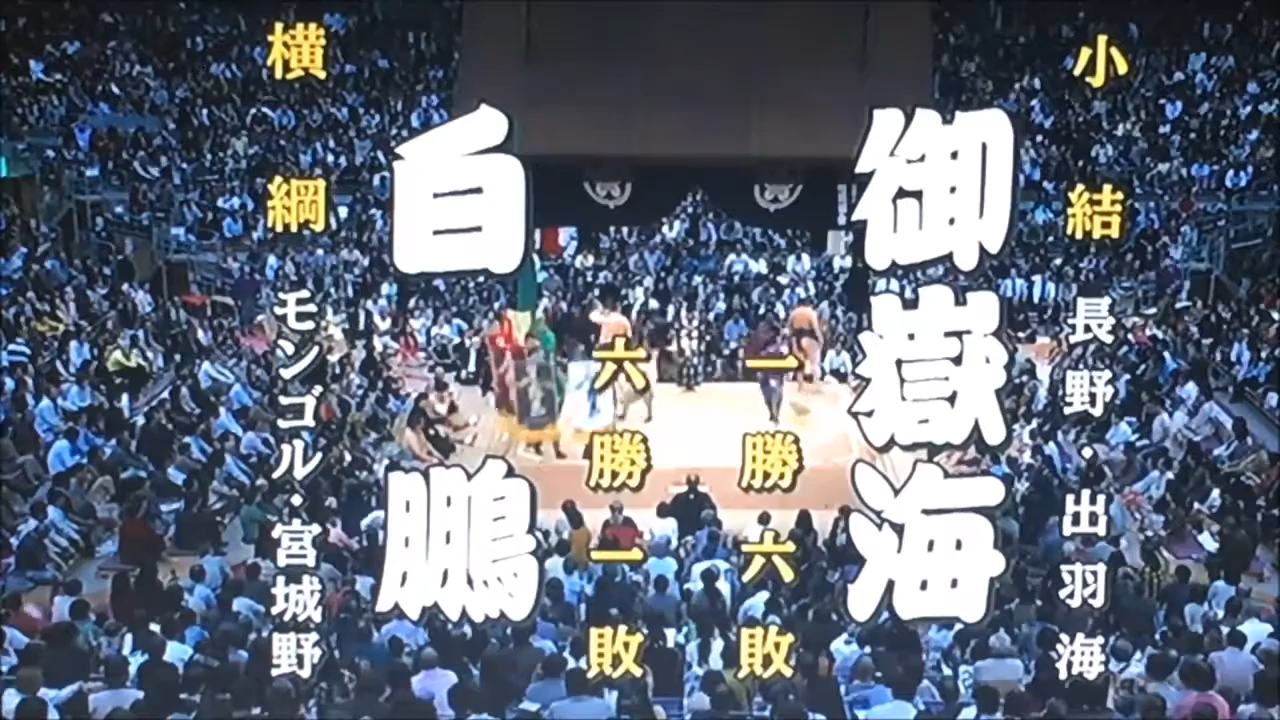 小結
長野・出羽海
御嶽海
一勝六敗
六勝一敗
白鵬
横綱
モンゴル・宮城野